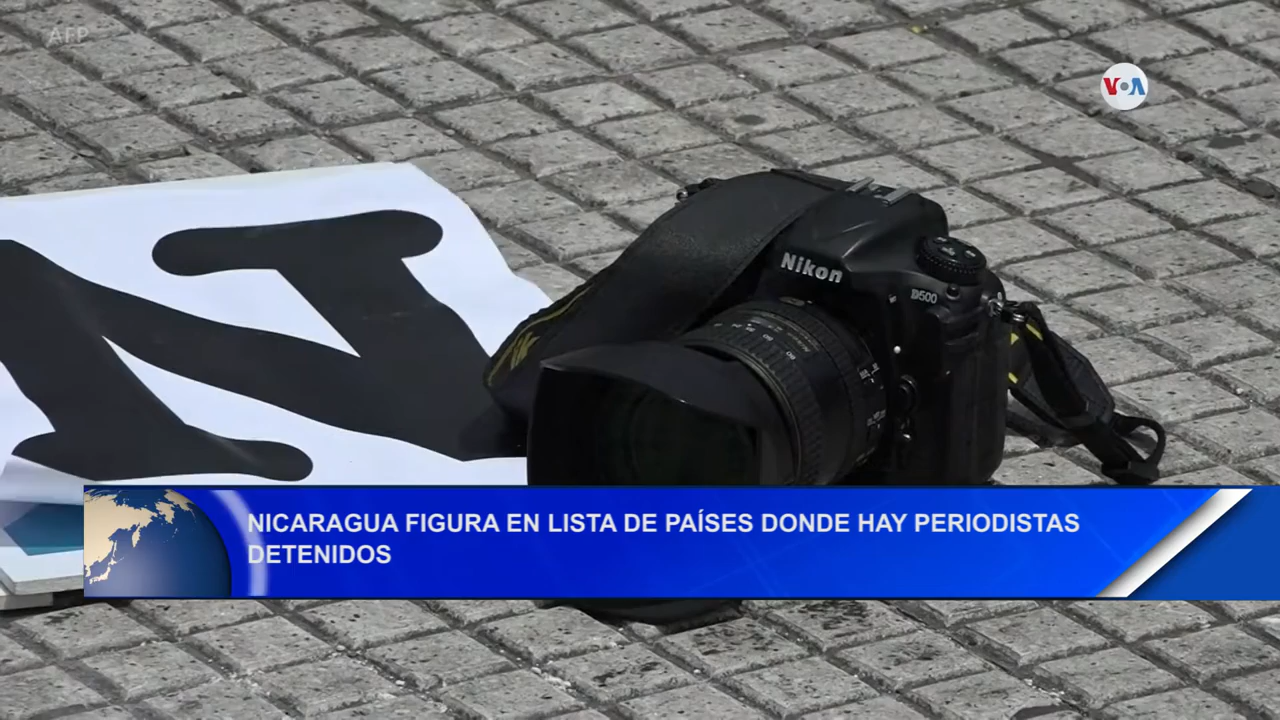 AFP
VOA
Nikon
D500
N
NICARAGUA FIGURA EN LISTA DE PAÍSES DONDE HAY PERIODISTAS
DETENIDOS